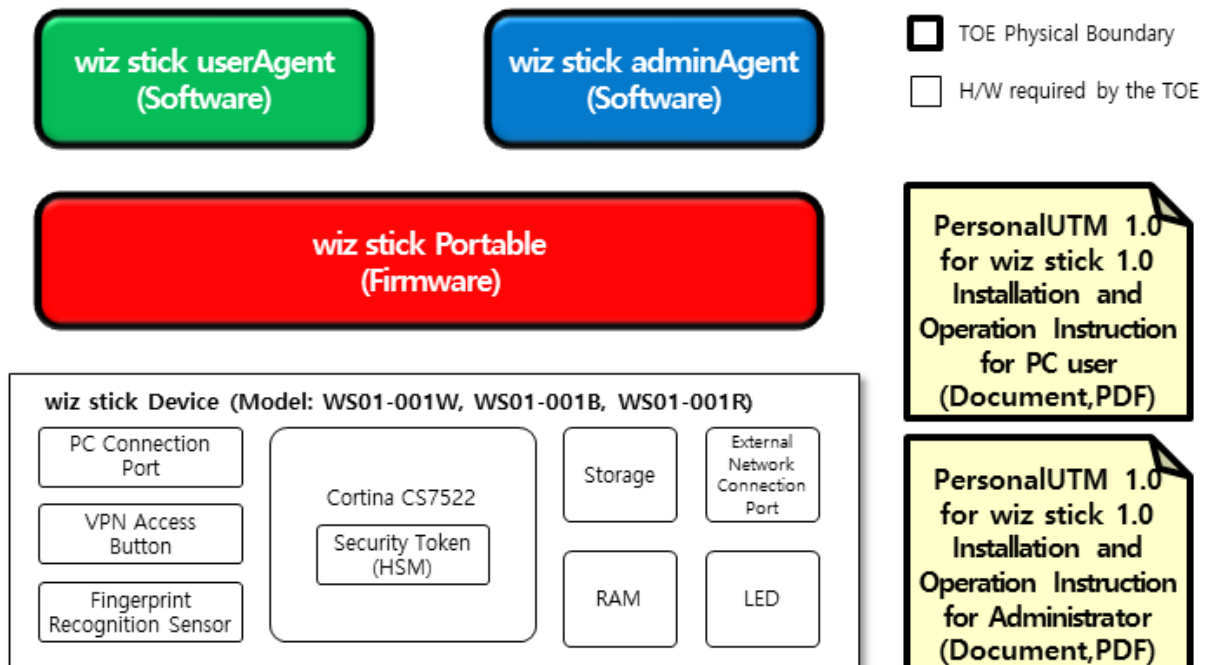 wiz stick userAgent
(Software)
wiz stick adminAgent
(Software)
TOE Physical Boundary
H/W required by the TOE
wiz stick Portable
(Firmware)
PersonalUTM 1.0
for wiz stick 1.0
Installation and
Operation Instruction
for PC user
(Document,PDF)
wiz stick Device (Model: WS01-001W, WS01-001B, WS01-001R)
PC Connection
Port
VPN Access
Button
Fingerprint
Recognition Sensor
Cortina CS7522
Security Token
(HSM)
Storage
External
Network
Connection
Port
RAM
LED
PersonalUTM 1.0
for wiz stick 1.0
Installation and
Operation Instruction
for Administrator
(Document,PDF)